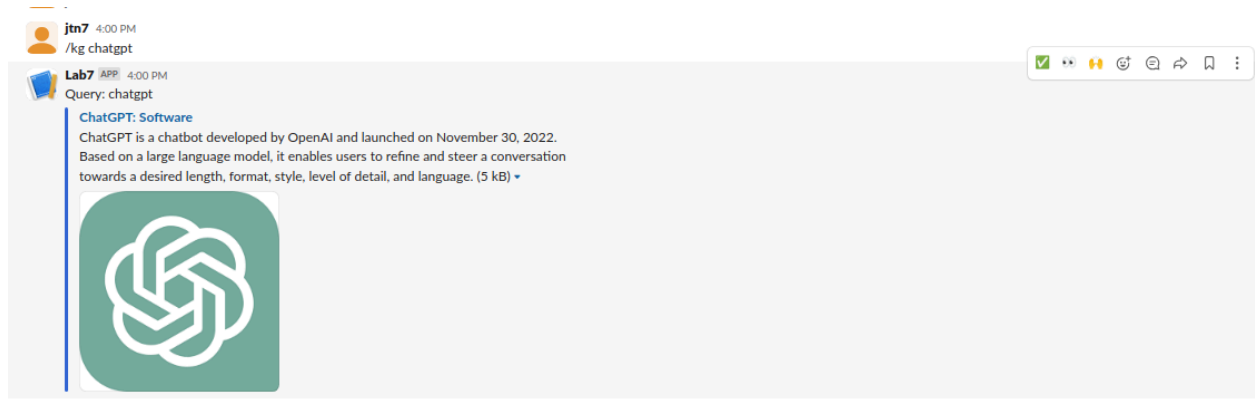 jtn7 4:00 PM
/kg chatgpt
Lab7 APP 4:00 PM
Query: chatgpt
ChatGPT: Software
ChatGPT is a chatbot developed by OpenAI and launched on November 30, 2022.
Based on a large language model, it enables users to refine and steer a conversation
towards a desired length, format, style, level of detail, and language. (5 kB)